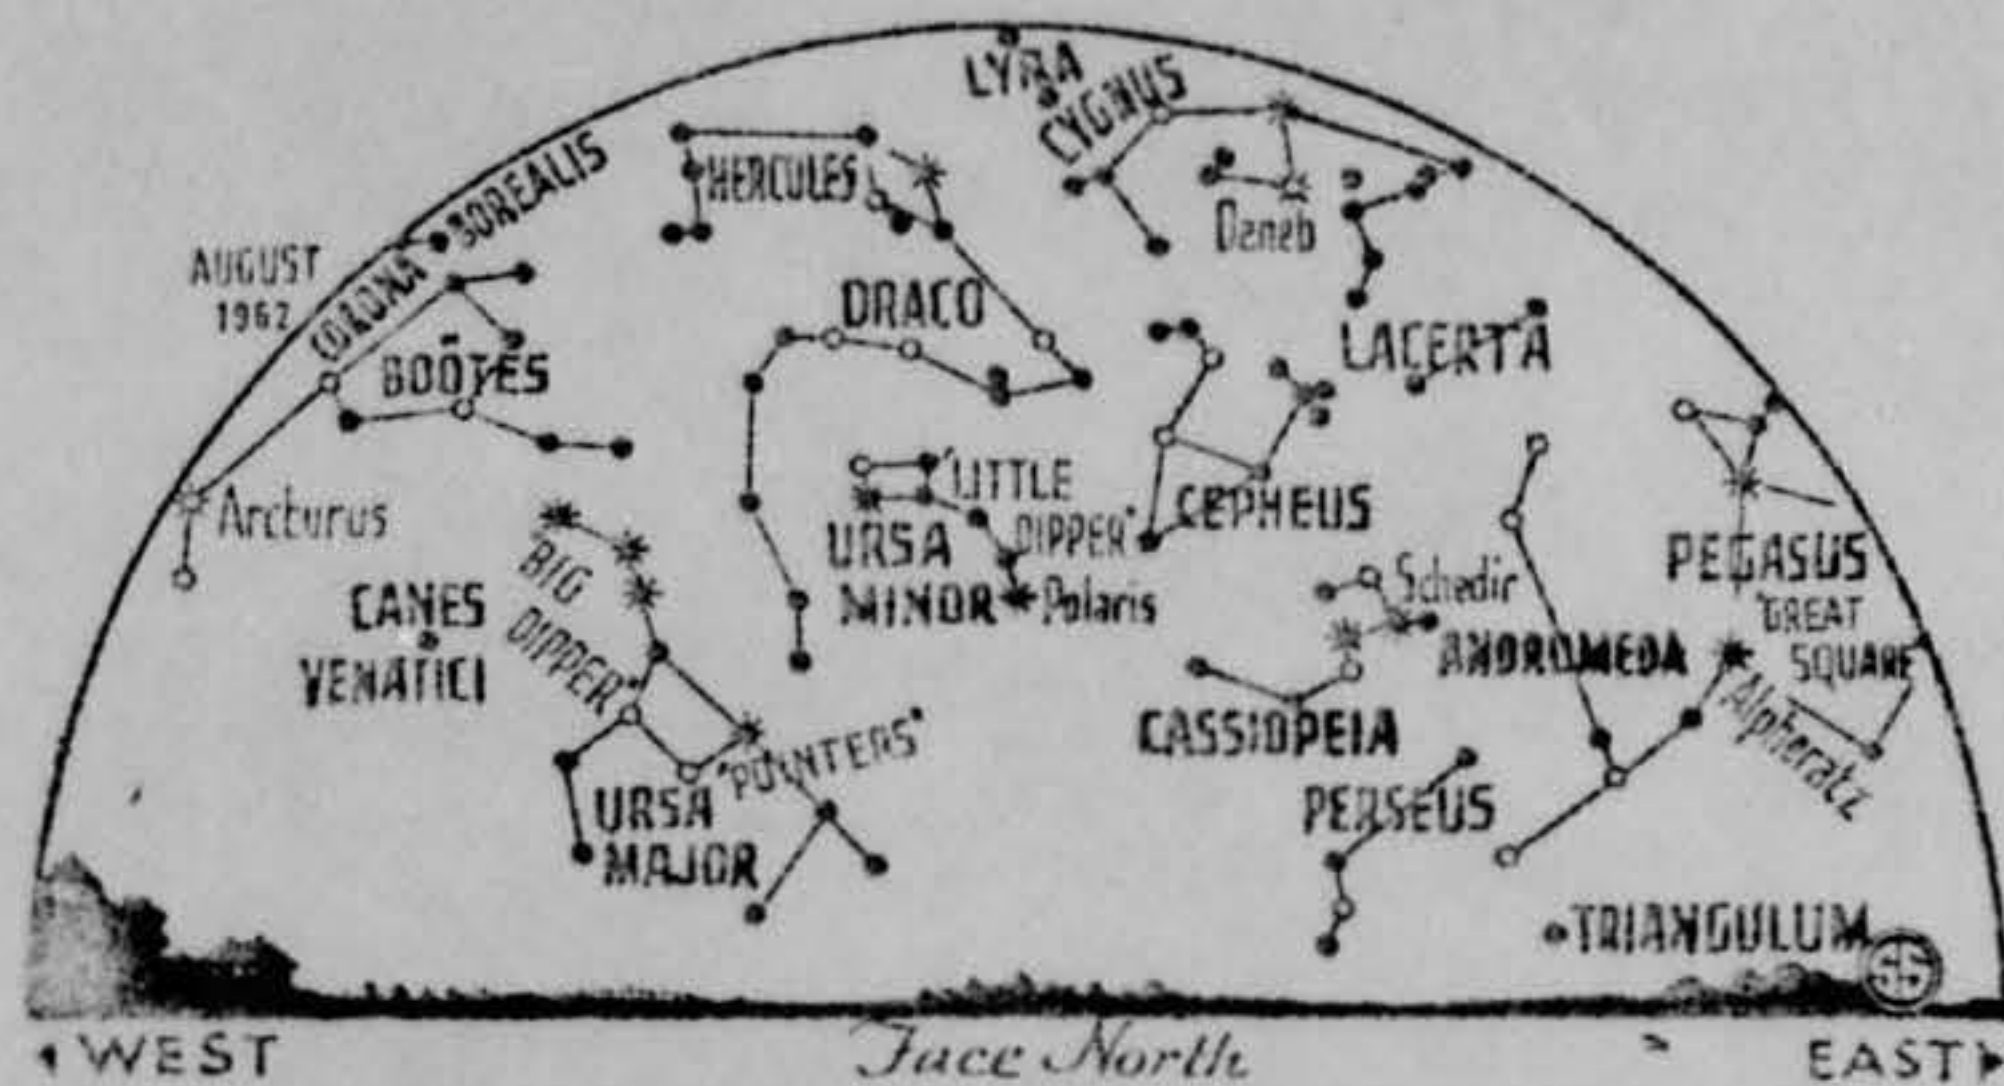 LYRA
CYGNUS
HERCULES
CORONA BOREALIS
AUGUST
1962
Deneb
DRACO
LACERTA
BOÖTES
"LITTLE
DIPPER"
Arcturus
URSA
MINOR
Polaris
CEPHEUS
PEGASUS
"BIG
DIPPER"
CANES
VENATICI
Schedir
"GREAT
SQUARE"
ANDROMEDA
Alpheratz
"POINTERS"
CASSIOPEIA
URSA
MAJOR
PERSEUS
TRIANGULUM
SS
WEST
Face North
EAST